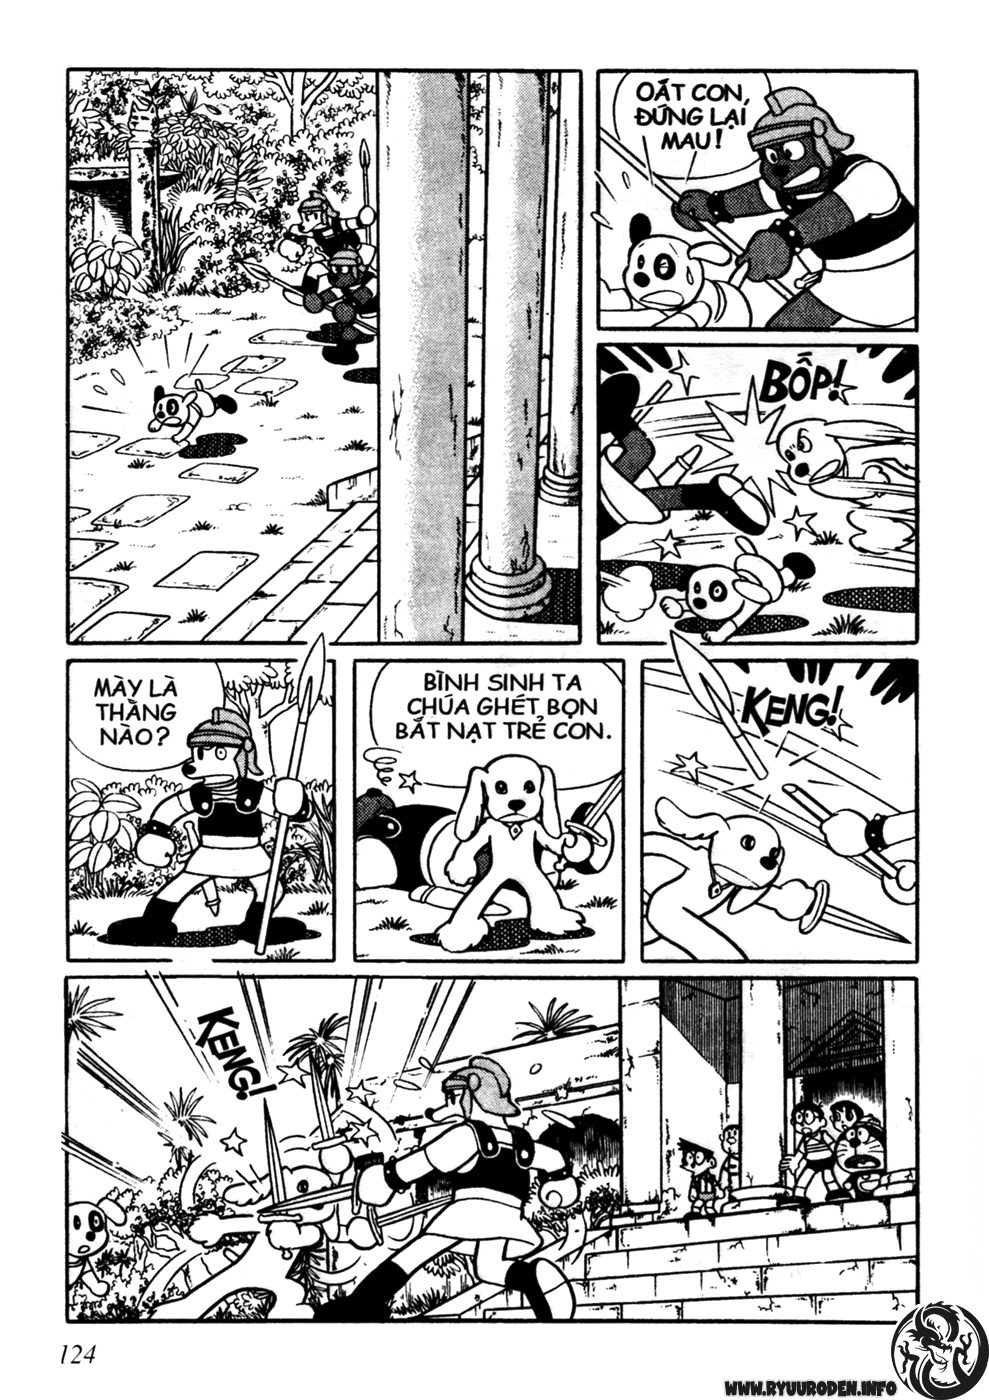 OẮT CON,
ĐỨNG LẠI
MAU!
BỐP!
MÀY LÀ
THẰNG
NÀO?
BÌNH SINH TA
CHÚA GHÉT BỌN
BẮT NẠT TRẺ CON.
KENG!
KENG!
124
WWW.RYUURODEN.INFO